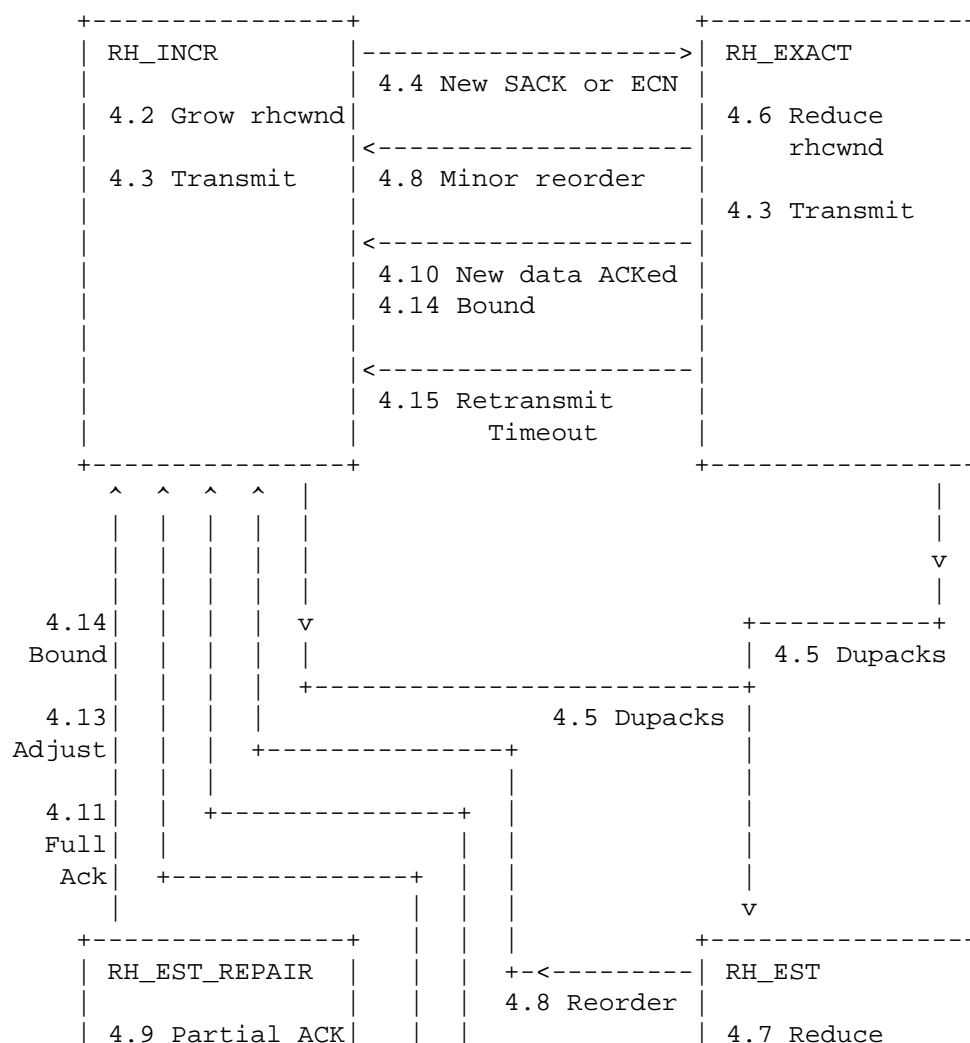 RH_INCR RH_EXACT
4.4 New SACK or ECN
4.2 Grow rhcwnd 4.6 Reduce
rhcwnd
4.3 Transmit 4.8 Minor reorder
4.3 Transmit
4.10 New data ACKed
4.14 Bound
4.15 Retransmit
Timeout
4.14
Bound 4.5 Dupacks
4.13 4.5 Dupacks
Adjust
4.11
Full
Ack
RH_EST_REPAIR RH_EST
4.8 Reorder
4.9 Partial ACK 4.7 Reduce